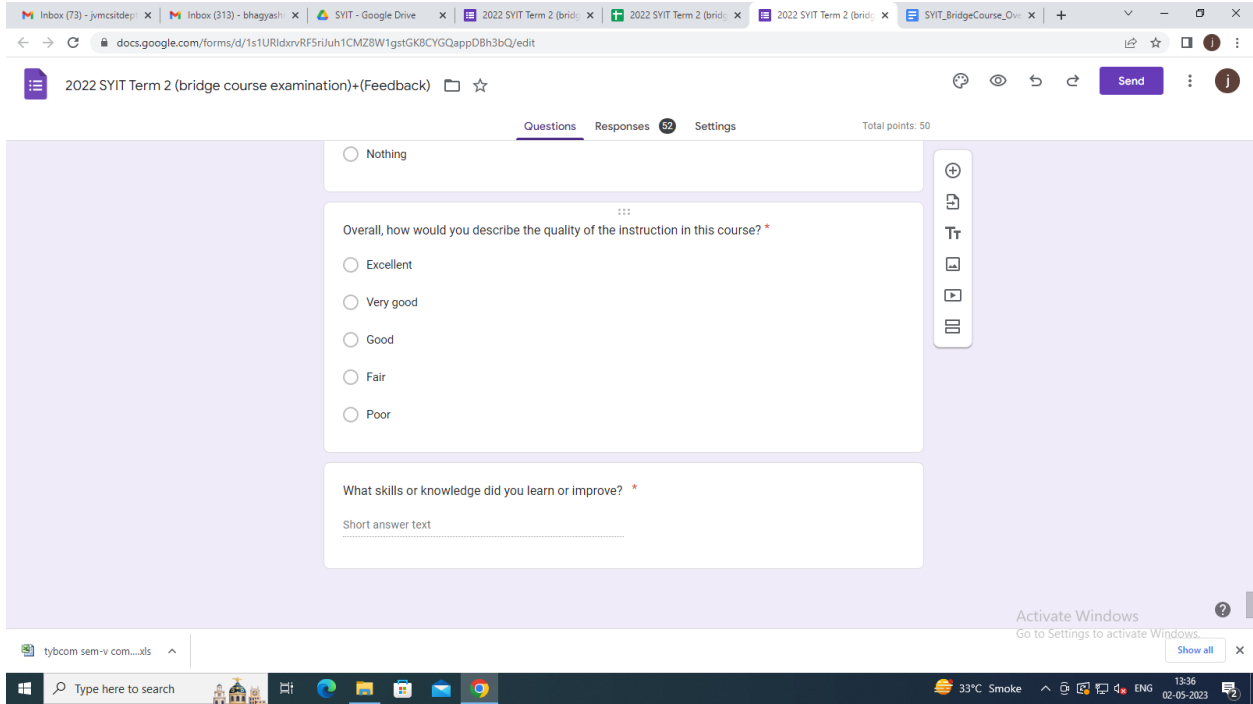 Inbox (73) - jvmcsitdept
Inbox (313) - bhagyash
SYIT - Google Drive
2022 SYIT Term 2 (bridg
2022 SYIT Term 2 (bridg
2022 SYIT Term 2 (bridg
SYIT_BridgeCourse_Ove
docs.google.com/forms/d/1s1URIdxrvRF5riJuh1CMZ8W1gstGK8CYGQappDBh3bQ/edit
j
2022 SYIT Term 2 (bridge course examination)+(Feedback)
Send
j
Questions Responses 52 Settings
Total points: 50
Nothing
Overall, how would you describe the quality of the instruction in this course? *
Excellent
Very good
Good
Fair
Poor
What skills or knowledge did you learn or improve? *
Short answer text
Activate Windows
Go to Settings to activate Windows.
tybcom sem-v com....xls
Show all
Type here to search
33°C Smoke
ENG
13:36
02-05-2023
2